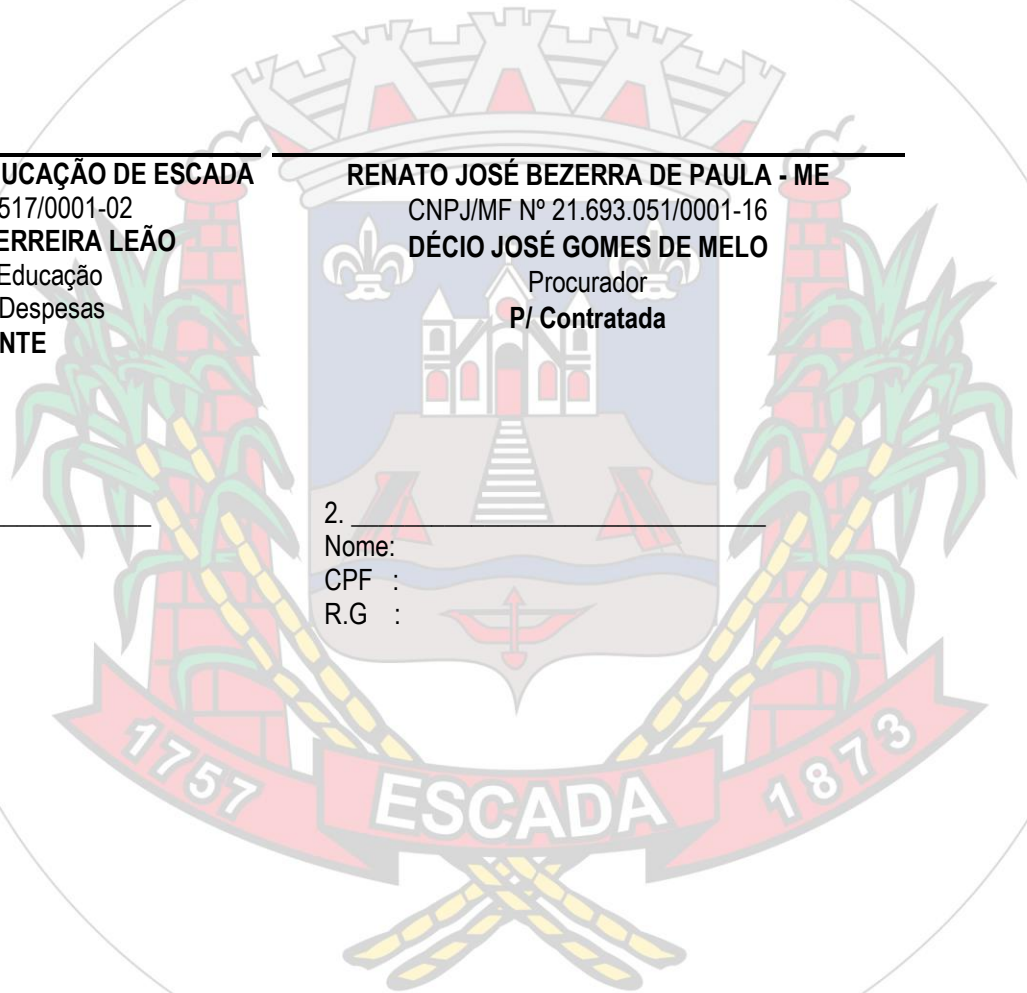 UCAÇÃO DE ESCADA
517/0001-02
ERREIRA LEÃO
Educação
Despesas
NTE
RENATO JOSÉ BEZERRA DE PAULA - ME
CNPJ/MF Nº 21.693.051/0001-16
DÉCIO JOSÉ GOMES DE MELO
Procurador
P/ Contratada
2. ____________________________________
Nome:
CPF :
R.G :
1757
ESCADA
1873